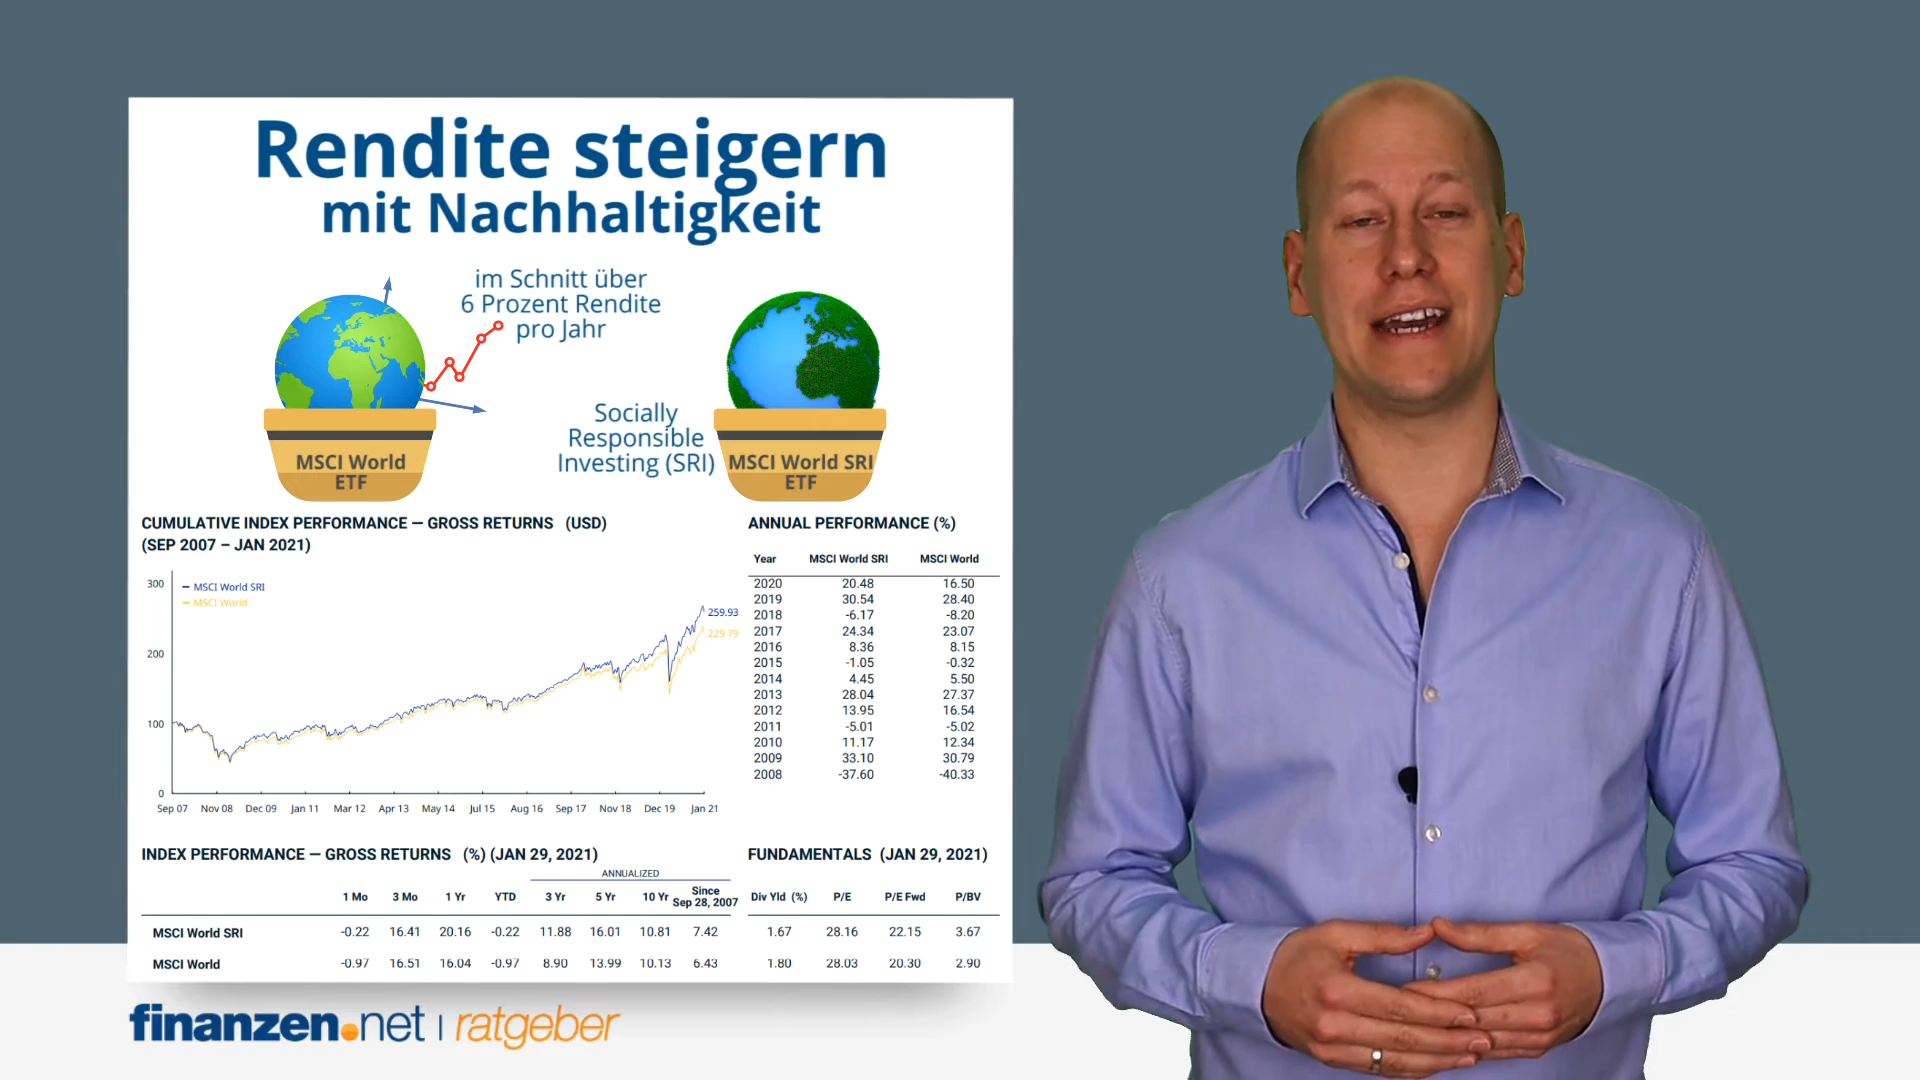 Rendite steigern
mit Nachhaltigkeit
im Schnitt über
6 Prozent Rendite
pro Jahr
Socially
Responsible
Investing (SRI)
MSCI World
ETF
MSCI World SRI
ETF
CUMULATIVE INDEX PERFORMANCE — GROSS RETURNS (USD)
(SEP 2007 – JAN 2021)
300
200
100
0
MSCI World SRI
MSCI World
259.93
229.79
Sep 07 Nov 08 Dec 09 Jan 11 Mar 12 Apr 13 May 14 Jul 15 Aug 16 Sep 17 Nov 18 Dec 19 Jan 21
ANNUAL PERFORMANCE (%)
Year MSCI World SRI MSCI World
2020 20.48 16.50
2019 30.54 28.40
2018 -6.17 -8.20
2017 24.34 23.07
2016 8.36 8.15
2015 -1.05 -0.32
2014 4.45 5.50
2013 28.04 27.37
2012 13.95 16.54
2011 -5.01 -5.02
2010 11.17 12.34
2009 33.10 30.79
2008 -37.60 -40.33
INDEX PERFORMANCE — GROSS RETURNS (%) (JAN 29, 2021)
ANNUALIZED
1 Mo 3 Mo 1 Yr YTD 3 Yr 5 Yr 10 Yr Since
Sep 28, 2007
MSCI World SRI -0.22 16.41 20.16 -0.22 11.88 16.01 10.81 7.42
MSCI World -0.97 16.51 16.04 -0.97 8.90 13.99 10.13 6.43
FUNDAMENTALS (JAN 29, 2021)
Div Yld (%) P/E P/E Fwd P/BV
1.67 28.16 22.15 3.67
1.80 28.03 20.30 2.90
finanzen.net | ratgeber